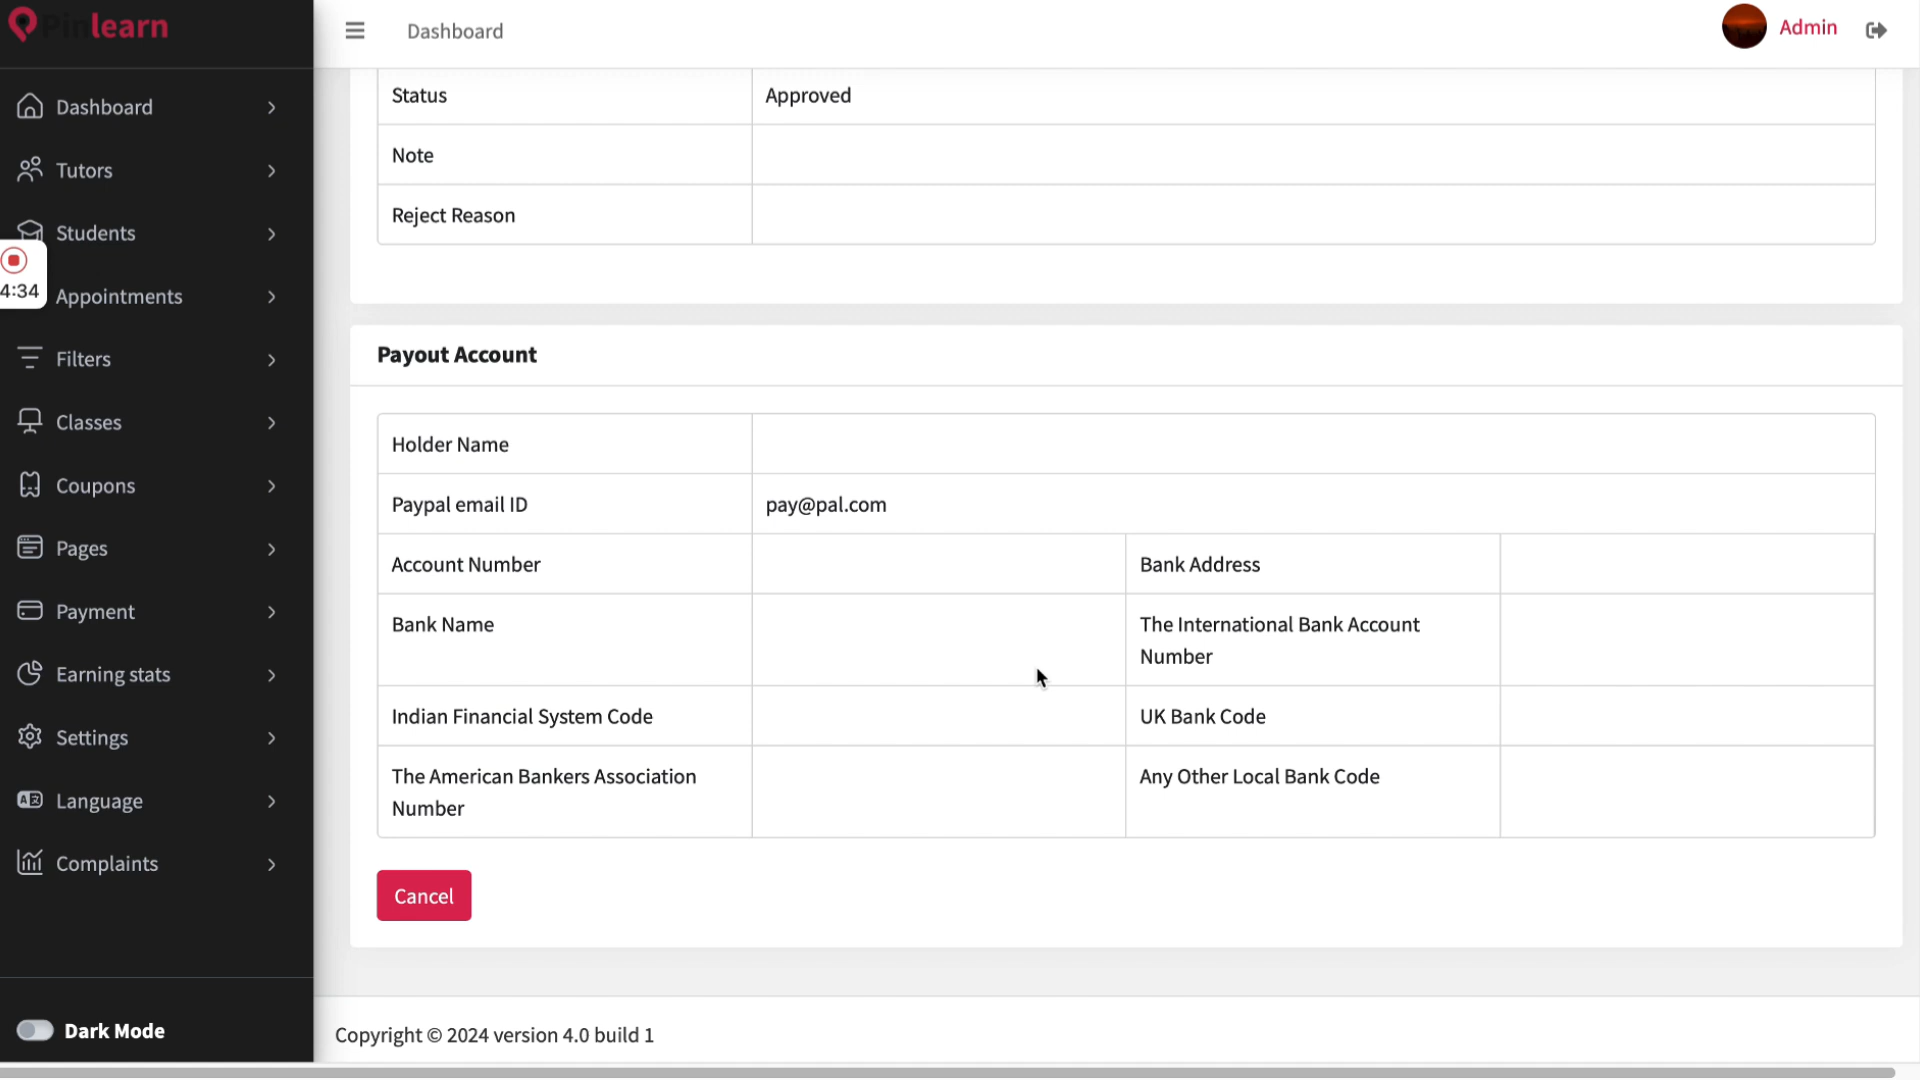 Pinlearn
Dashboard
Admin
Dashboard
Tutors
Students
4:34
Appointments
Filters
Classes
Coupons
Pages
Payment
Earning stats
Settings
Language
Complaints
Dark Mode
Status Approved
Note
Reject Reason
Payout Account
Holder Name
Paypal email ID pay@pal.com
Account Number Bank Address
Bank Name The International Bank Account
Number
Indian Financial System Code UK Bank Code
The American Bankers Association Any Other Local Bank Code
Number
Cancel
Copyright © 2024 version 4.0 build 1